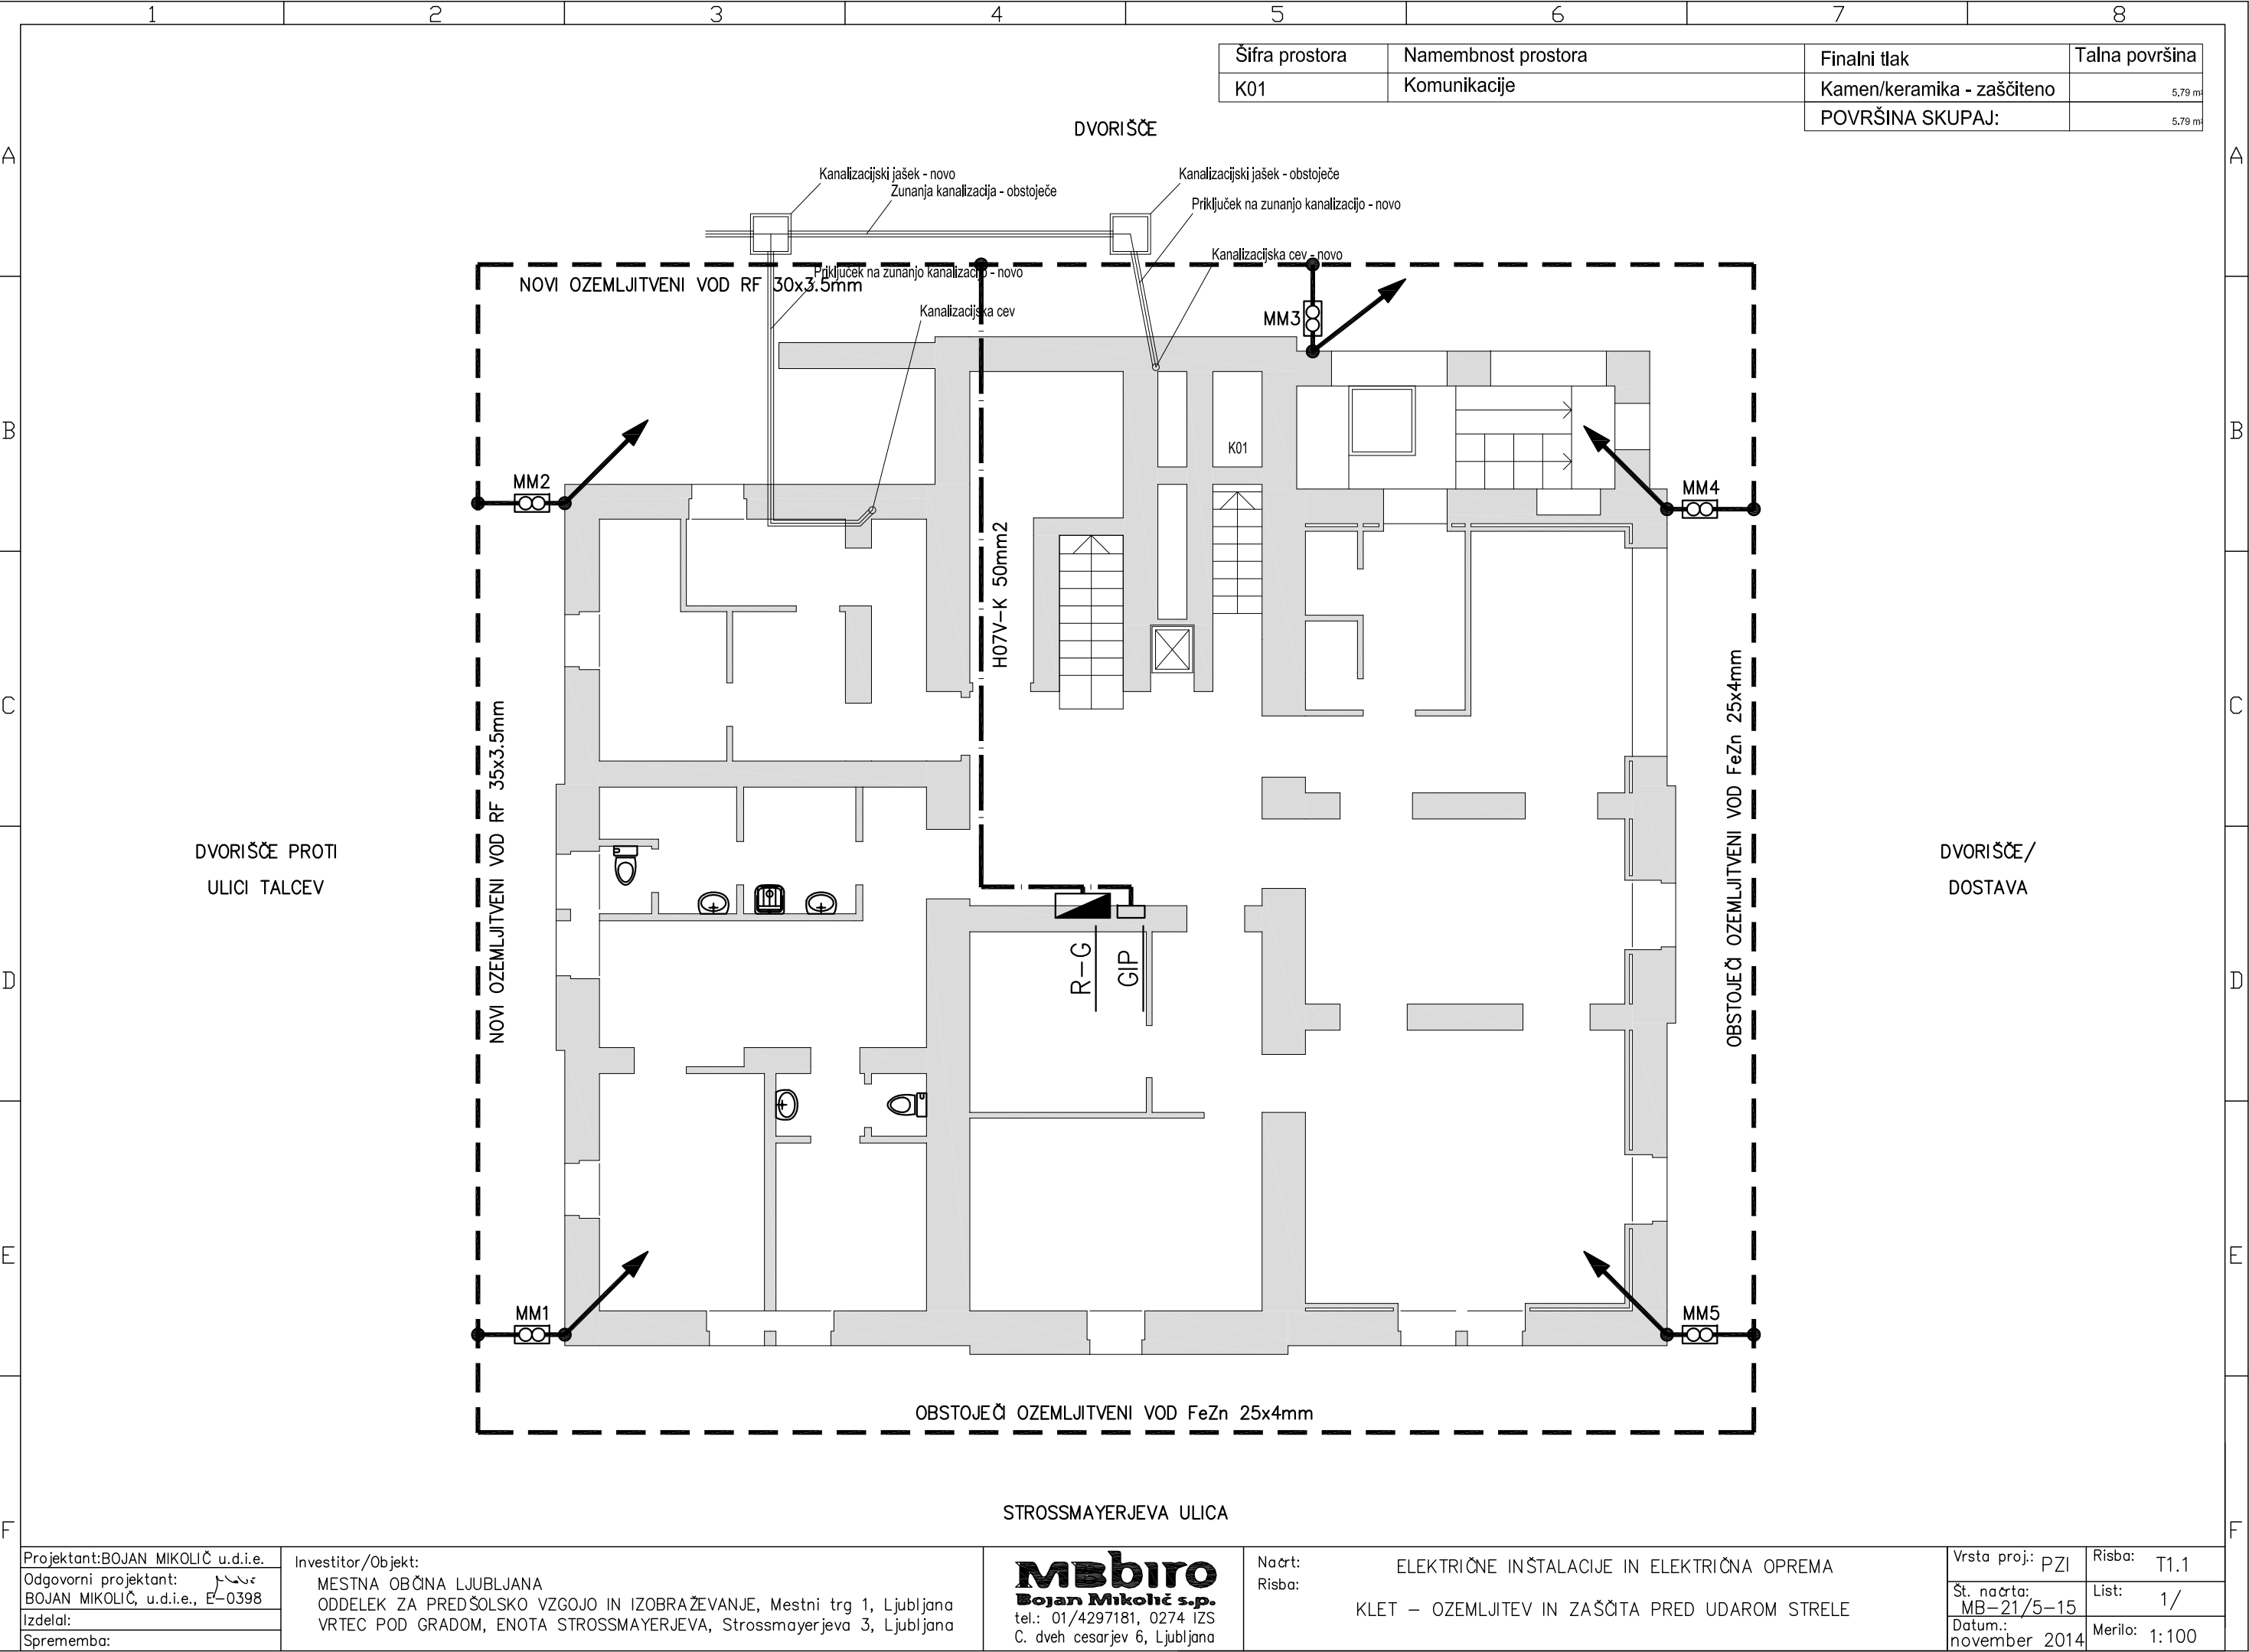 1 2 3 4 5 6 7 8
Šifra prostora Namembnost prostora Finalni tlak Talna površina
K01 Komunikacije Kamen/keramika - zaščiteno 5,79 m²
POVRŠINA SKUPAJ: 5.79 m²
DVORIŠČE
A A
Kanalizacijski jašek - novo
Zunanja kanalizacija - obstoječe
Kanalizacijski jašek - obstoječe
Priključek na zunanjo kanalizacijo - novo
Kanalizacijska cev - novo
Priključek na zunanjo kanalizacijo - novo
NOVI OZEMLJITVENI VOD RF 30x3.5mm
Kanalizacijska cev
MM3
B B
K01
MM2
MM4
H07V-K 50mm2
C C
NOVI OZEMLJITVENI VOD RF 35x3.5mm
OBSTOJEČI OZEMLJITVENI VOD FeZn 25x4mm
DVORIŠČE PROTI
ULICI TALCEV
DVORIŠČE/
DOSTAVA
R-G
GIP
D D
E E
MM1
MM5
OBSTOJEČI OZEMLJITVENI VOD FeZn 25x4mm
STROSSMAYERJEVA ULICA
F F
Projektant:BOJAN MIKOLIČ u.d.i.e.
Odgovorni projektant:
BOJAN MIKOLIČ, u.d.i.e., E-0398
Izdelal:
Sprememba:
Investitor/Objekt:
MESTNA OBČINA LJUBLJANA
ODDELEK ZA PREDŠOLSKO VZGOJO IN IZOBRAŽEVANJE, Mestni trg 1, Ljubljana
VRTEC POD GRADOM, ENOTA STROSSMAYERJEVA, Strossmayerjeva 3, Ljubljana
MBbiro
Bojan Mikolič s.p.
tel.: 01/4297181, 0274 IZS
C. dveh cesarjev 6, Ljubljana
Načrt: ELEKTRIČNE INŠTALACIJE IN ELEKTRIČNA OPREMA
Risba:
KLET - OZEMLJITEV IN ZAŠČITA PRED UDAROM STRELE
Vrsta proj.: PZI
Risba: T1.1
Št. načrta:
MB-21/5-15
List: 1/
Datum.:
november 2014
Merilo: 1:100